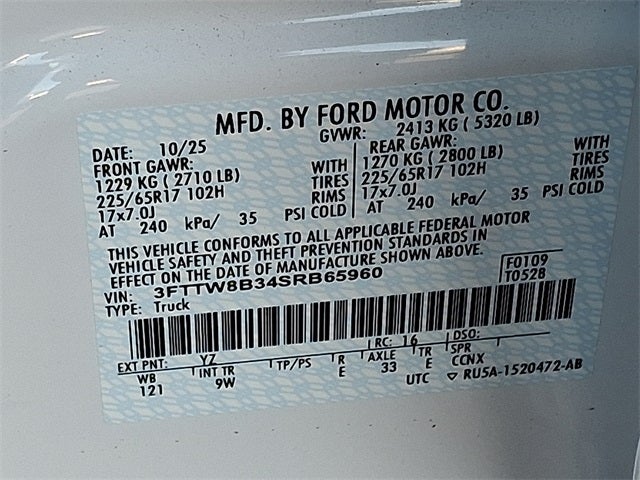 MFD. BY FORD MOTOR CO.
DATE: 10/25 GVWR: 2413 KG ( 5320 LB)
FRONT GAWR: WITH REAR GAWR: WITH
1229 KG ( 2710 LB) TIRES 1270 KG ( 2800 LB) TIRES
225/65R17 102H RIMS 225/65R17 102H RIMS
17x7.0J 17x7.0J
AT 240 kPa/ 35 PSI COLD AT 240 kPa/ 35 PSI COLD
THIS VEHICLE CONFORMS TO ALL APPLICABLE FEDERAL MOTOR
VEHICLE SAFETY AND THEFT PREVENTION STANDARDS IN
EFFECT ON THE DATE OF MANUFACTURE SHOWN ABOVE.
VIN: 3FTTW8B34SRB65960 F0109
TYPE: Truck T0528
EXT PNT: YZ RC: 16 DSO:
WB INT TR TP/PS R AXLE TR SPR
121 9W E 33 E CCNX
UTC ▽ RU5A-1520472-AB